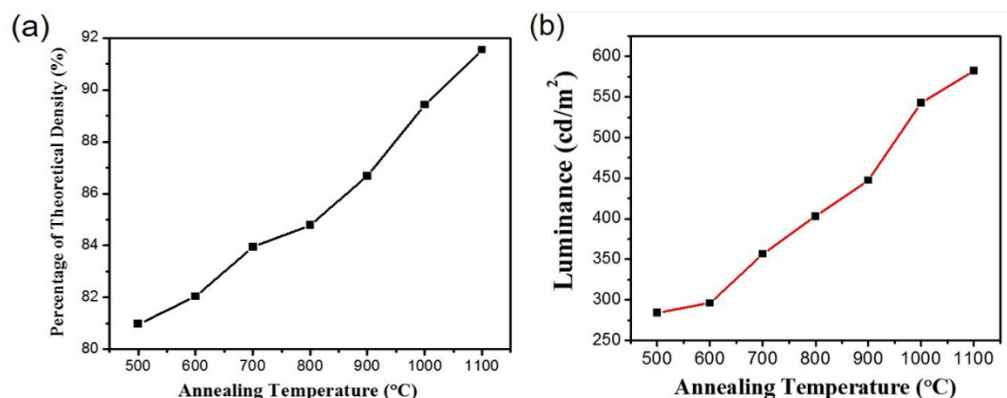 (a)
Percentage of Theoretical Density (%)
92
90
88
86
84
82
80
500 600 700 800 900 1000 1100
Annealing Temperature (°C)
(b)
Luminance (cd/m²)
600
550
500
450
400
350
300
250
500 600 700 800 900 1000 1100
Annealing Temperature (°C)